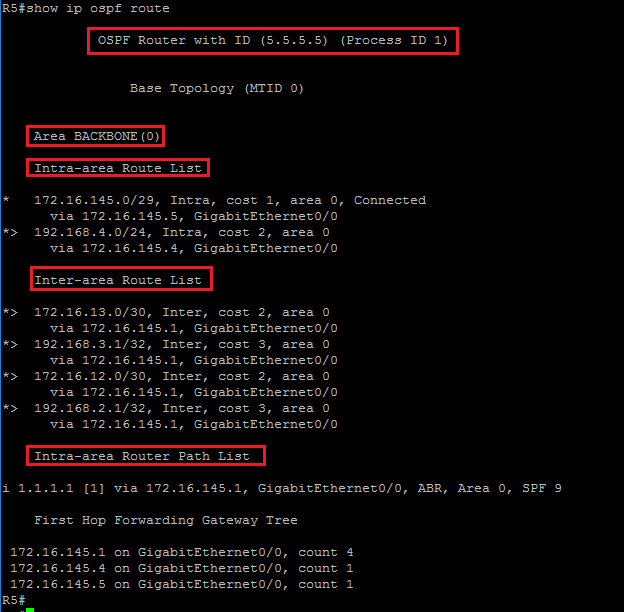 R5#show ip ospf route
OSPF Router with ID (5.5.5.5) (Process ID 1)
Base Topology (MTID 0)
Area BACKBONE(0)
Intra-area Route List
*   172.16.145.0/29, Intra, cost 1, area 0, Connected
via 172.16.145.5, GigabitEthernet0/0
*>  192.168.4.0/24, Intra, cost 2, area 0
via 172.16.145.4, GigabitEthernet0/0
Inter-area Route List
*>  172.16.13.0/30, Inter, cost 2, area 0
via 172.16.145.1, GigabitEthernet0/0
*>  192.168.3.1/32, Inter, cost 3, area 0
via 172.16.145.1, GigabitEthernet0/0
*>  172.16.12.0/30, Inter, cost 2, area 0
via 172.16.145.1, GigabitEthernet0/0
*>  192.168.2.1/32, Inter, cost 3, area 0
via 172.16.145.1, GigabitEthernet0/0
Intra-area Router Path List
i 1.1.1.1 [1] via 172.16.145.1, GigabitEthernet0/0, ABR, Area 0, SPF 9
First Hop Forwarding Gateway Tree
172.16.145.1 on GigabitEthernet0/0, count 4
172.16.145.4 on GigabitEthernet0/0, count 1
172.16.145.5 on GigabitEthernet0/0, count 1
R5#